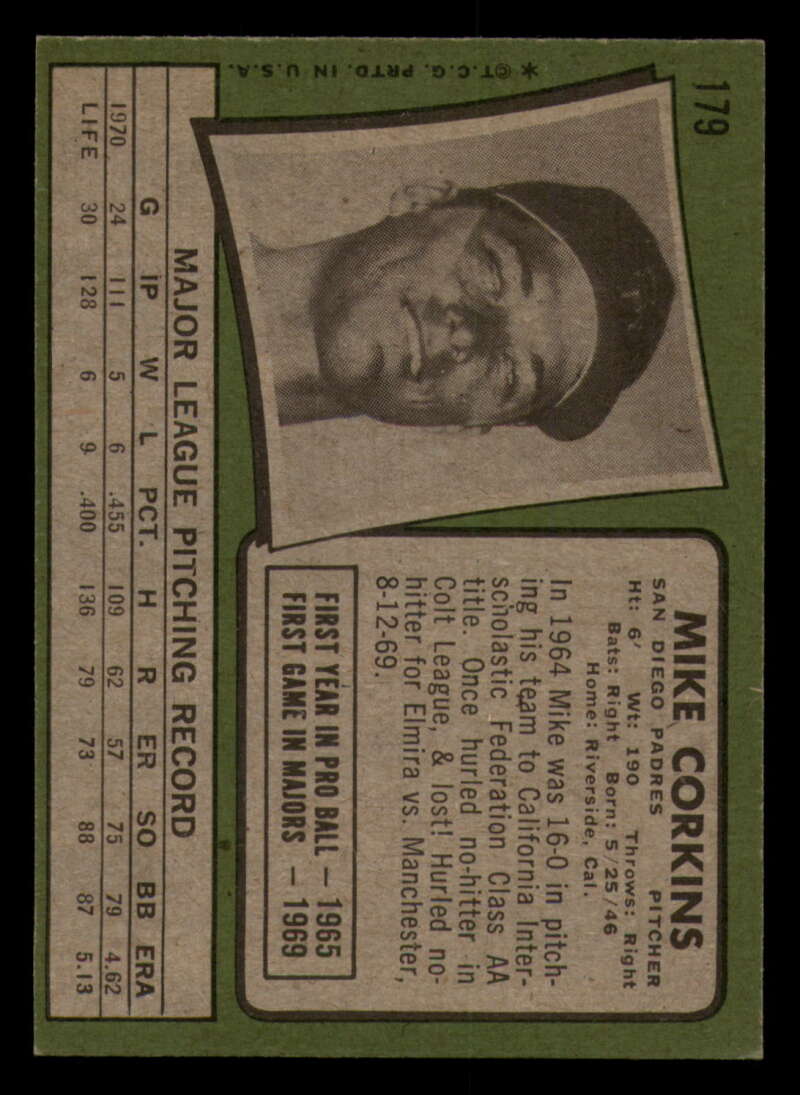 179
✶©T.C.G. PRTD. IN U.S.A.
MIKE CORKINS
SAN DIEGO PADRES PITCHER
Ht: 6' Wt: 190 Throws: Right
Bats: Right Born: 5/25/46
Home: Riverside, Cal.
In 1964 Mike was 16-0 in pitch-
ing his team to California Inter-
scholastic Federation Class AA
title. Once hurled no-hitter in
Colt League, & lost! Hurled no-
hitter for Elmira vs. Manchester,
8-12-69.
FIRST YEAR IN PRO BALL — 1965
FIRST GAME IN MAJORS — 1969
MAJOR LEAGUE PITCHING RECORD
G IP W L PCT. H R ER SO BB ERA
1970 24 111 5 6 .455 109 62 57 75 79 4.62
LIFE 30 128 6 9 .400 136 79 73 88 87 5.13